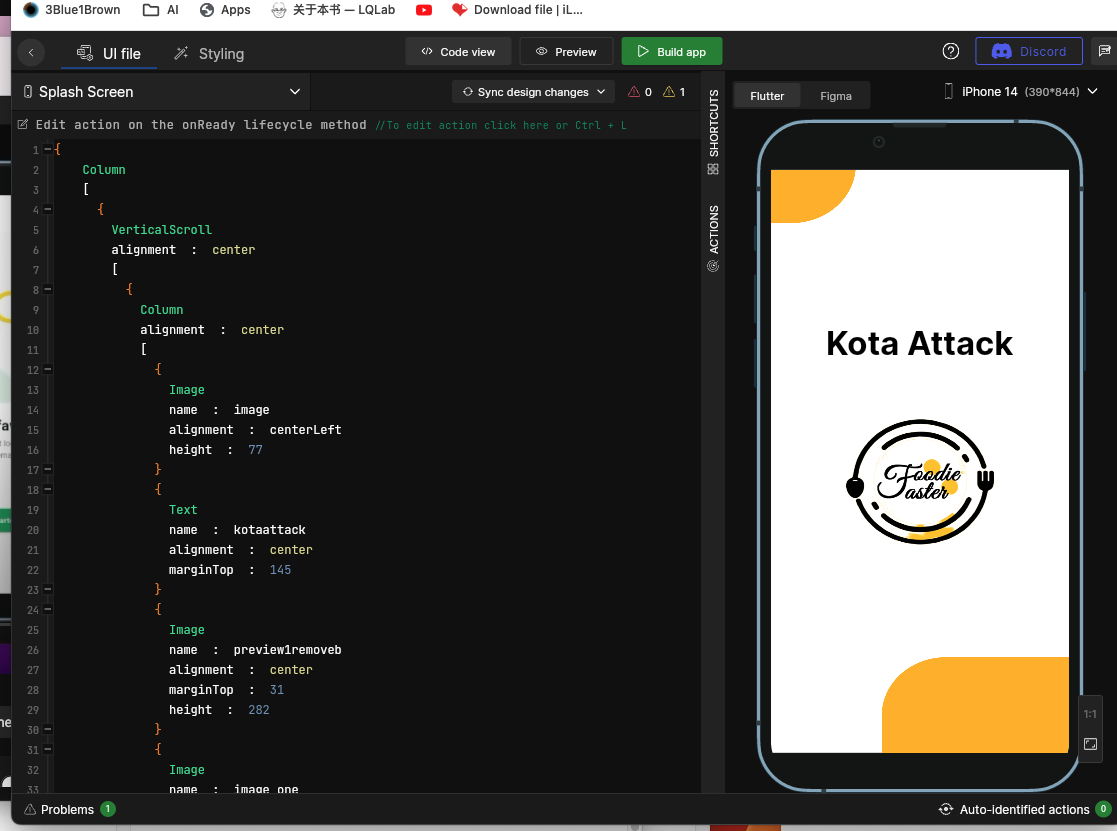 3Blue1Brown AI Apps 关于本书 — LQLab Download file | iL...
UI file Styling Code view Preview Build app Discord
Splash Screen Sync design changes 0 1
Edit action on the onReady lifecycle method //To edit action click here or Ctrl + L
1 {
2 Column
3 [
4 {
5 VerticalScroll
6 alignment : center
7 [
8 {
9 Column
10 alignment : center
11 [
12 {
13 Image
14 name : image
15 alignment : centerLeft
16 height : 77
17 }
18 {
19 Text
20 name : kotaattack
21 alignment : center
22 marginTop : 145
23 }
24 {
25 Image
26 name : preview1removeb
27 alignment : center
28 marginTop : 31
29 height : 282
30 }
31 {
32 Image
33 name : image_one
SHORTCUTS
ACTIONS
Flutter Figma iPhone 14 (390*844)
Kota Attack
Foodie
Taster
1:1
Problems 1 Auto-identified actions 0